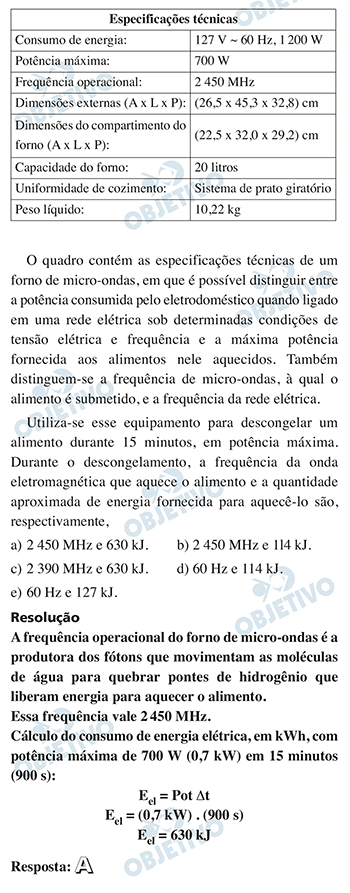 Especificações técnicas
Consumo de energia: 127 V ~ 60 Hz, 1 200 W
Potência máxima: 700 W
Frequência operacional: 2 450 MHz
Dimensões externas (A x L x P): (26,5 x 45,3 x 32,8) cm
Dimensões do compartimento do
forno (A x L x P): (22,5 x 32,0 x 29,2) cm
Capacidade do forno: 20 litros
Uniformidade de cozimento: Sistema de prato giratório
Peso líquido: 10,22 kg
O quadro contém as especificações técnicas de um
forno de micro-ondas, em que é possível distinguir entre
a potência consumida pelo eletrodoméstico quando ligado
em uma rede elétrica sob determinadas condições de
tensão elétrica e frequência e a máxima potência
fornecida aos alimentos nele aquecidos. Também
distinguem-se a frequência de micro-ondas, à qual o
alimento é submetido, e a frequência da rede elétrica.
Utiliza-se esse equipamento para descongelar um
alimento durante 15 minutos, em potência máxima.
Durante o descongelamento, a frequência da onda
eletromagnética que aquece o alimento e a quantidade
aproximada de energia fornecida para aquecê-lo são,
respectivamente,
a) 2 450 MHz e 630 kJ. b) 2 450 MHz e 114 kJ.
c) 2 390 MHz e 630 kJ. d) 60 Hz e 114 kJ.
e) 60 Hz e 127 kJ.
Resolução
A frequência operacional do forno de micro-ondas é a
produtora dos fótons que movimentam as moléculas
de água para quebrar pontes de hidrogênio que
liberam energia para aquecer o alimento.
Essa frequência vale 2 450 MHz.
Cálculo do consumo de energia elétrica, em kWh, com
potência máxima de 700 W (0,7 kW) em 15 minutos
(900 s):
E_el = Pot Δt
E_el = (0,7 kW) . (900 s)
E_el = 630 kJ
Resposta: A
OBJETIVO
OBJETIVO
OBJETIVO
OBJETIVO
OBJETIVO
OBJETIVO
OBJETIVO
OBJETIVO